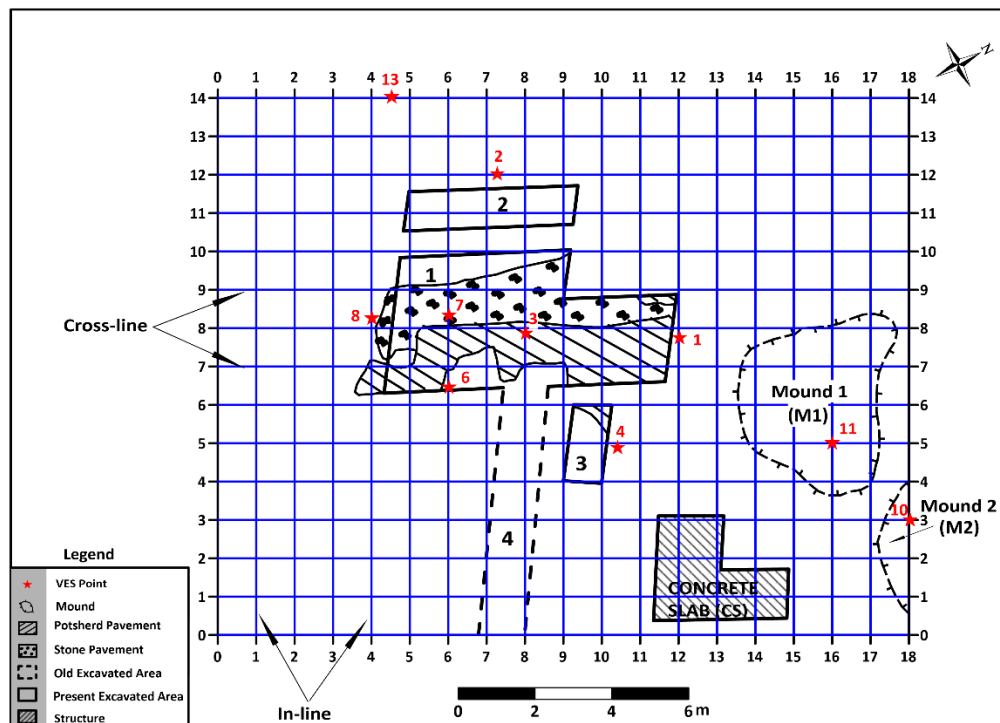 0 1 2 3 4 5 6 7 8 9 10 11 12 13 14 15 16 17 18
N
13
14 14
13 13
2
12 12
2
11 11
10 10
1
9 9
8 7 3
8 8
1
Cross-line
7 7
6
Mound 1
(M1)
6 6
4 11
5 5
3
4 4
10 Mound 2
(M2)
3 3
4
2 2
CONCRETE
SLAB (CS)
1 1
0 0
0 1 2 3 4 5 6 7 8 9 10 11 12 13 14 15 16 17 18
In-line
0 2 4 6 m
Legend
VES Point
Mound
Potsherd Pavement
Stone Pavement
Old Excavated Area
Present Excavated Area
Structure